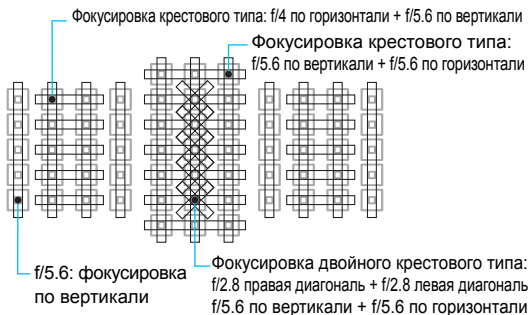 Фокусировка крестового типа: f/4 по горизонтали + f/5.6 по вертикали
Фокусировка крестового типа:
f/5.6 по вертикали + f/5.6 по горизонтали
f/5.6: фокусировка
по вертикали
Фокусировка двойного крестового типа:
f/2.8 правая диагональ + f/2.8 левая диагональ
f/5.6 по вертикали + f/5.6 по горизонтали